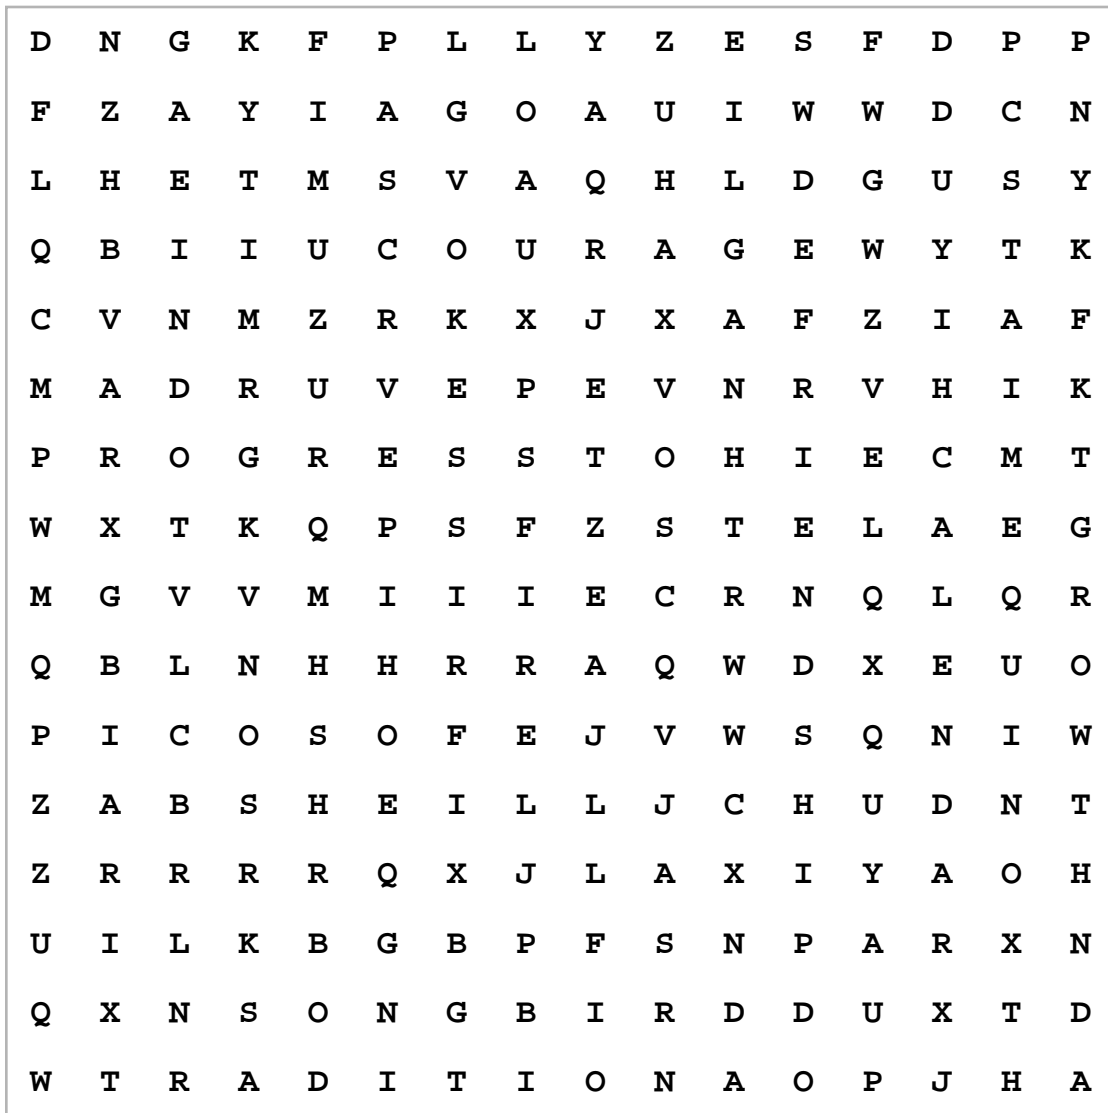 D N G K F P L L Y Z E S F D P P
F Z A Y I A G O A U I W W D C N
L H E T M S V A Q H L D G U S Y
Q B I I U C O U R A G E W Y T K
C V N M Z R K X J X A F Z I A F
M A D R U V E P E V N R V H I K
P R O G R E S S T O H I E C M T
W X T K Q P S F Z S T E L A E G
M G V V M I I I E C R N Q L Q R
Q B L N H H R R A Q W D X E U O
P I C O S O F E J V W S Q N I W
Z A B S H E I L L J C H U D N T
Z R R R R Q X J L A X I Y A O H
U I L K B G B P F S N P A R X N
Q X N S O N G B I R D D U X T D
W T R A D I T I O N A O P J H A